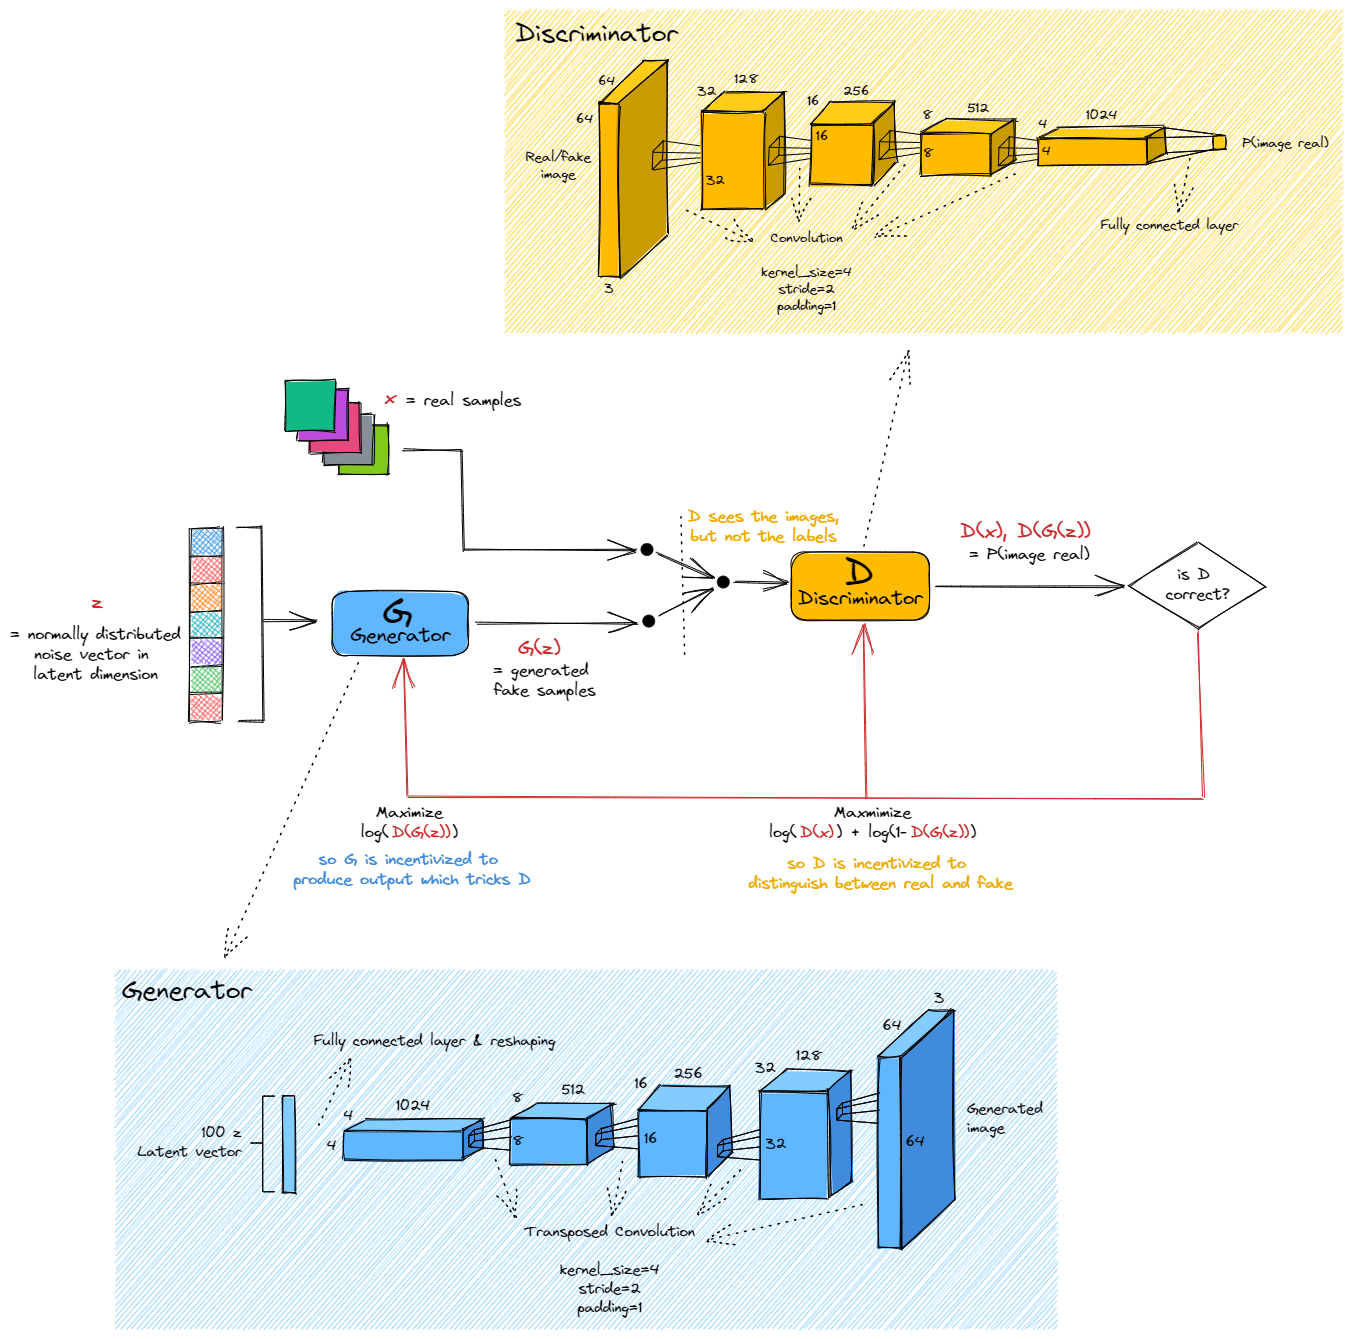 Discriminator
64
64
Real/fake
image
3
32
128
32
16
256
16
8
512
8
4
1024
4
P(image real)
Convolution
kernel_size=4
stride=2
padding=1
Fully connected layer
x = real samples
D sees the images,
but not the labels
z
= normally distributed
noise vector in
latent dimension
G
Generator
G(z)
= generated
fake samples
D
Discriminator
D(x), D(G(z))
= P(image real)
is D
correct?
Maximize
log(D(G(z)))
so G is incentivized to
produce output which tricks D
Maxmimize
log(D(x)) + log(1-D(G(z)))
so D is incentivized to
distinguish between real and fake
Generator
Fully connected layer & reshaping
100 z
Latent vector
4
4
1024
8
512
8
16
256
16
32
128
32
64
3
64
Generated
image
Transposed Convolution
kernel_size=4
stride=2
padding=1